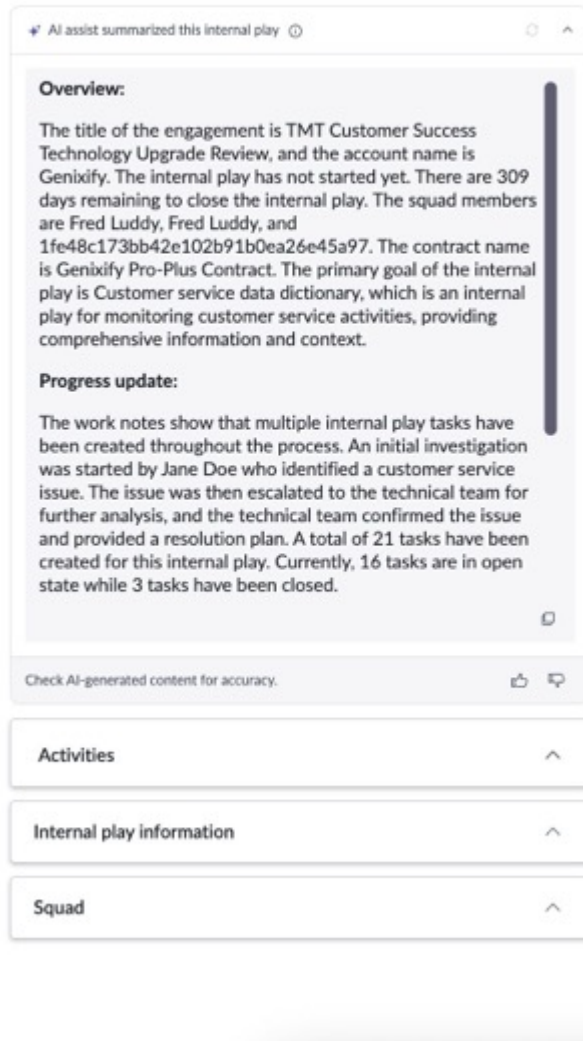 AI assist summarized this internal play
Overview:
The title of the engagement is TMT Customer Success
Technology Upgrade Review, and the account name is
Genixify. The internal play has not started yet. There are 309
days remaining to close the internal play. The squad members
are Fred Luddy, Fred Luddy, and
1fe48c173bb42e102b91b0ea26e45a97. The contract name
is Genixify Pro-Plus Contract. The primary goal of the internal
play is Customer service data dictionary, which is an internal
play for monitoring customer service activities, providing
comprehensive information and context.
Progress update:
The work notes show that multiple internal play tasks have
been created throughout the process. An initial investigation
was started by Jane Doe who identified a customer service
issue. The issue was then escalated to the technical team for
further analysis, and the technical team confirmed the issue
and provided a resolution plan. A total of 21 tasks have been
created for this internal play. Currently, 16 tasks are in open
state while 3 tasks have been closed.
Check AI-generated content for accuracy.
Activities
Internal play information
Squad